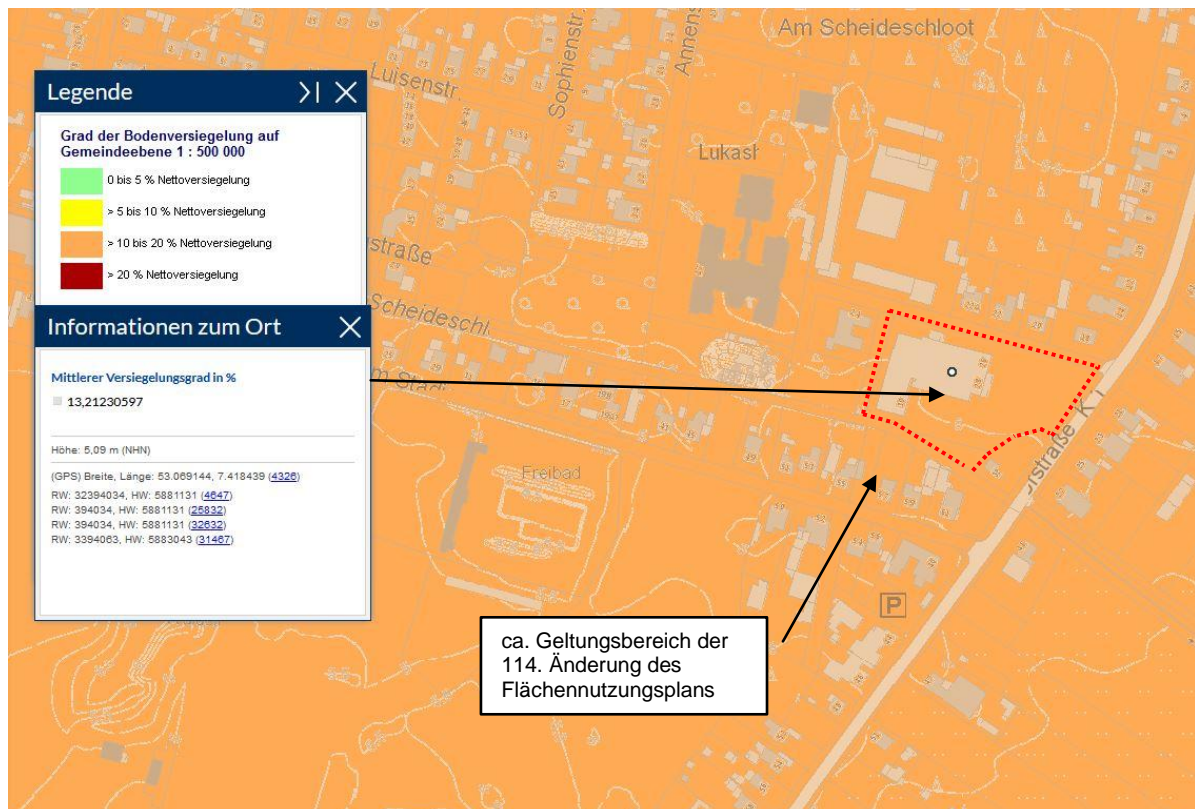 Am Scheideschloot
Luisenstr.
Sophienstr.
Annens
Lukasł
Legende
Grad der Bodenversiegelung auf
Gemeindeebene 1 : 500 000
0 bis 5 % Nettoversiegelung
> 5 bis 10 % Nettoversiegelung
> 10 bis 20 % Nettoversiegelung
> 20 % Nettoversiegelung
straße
Scheideschl
Informationen zum Ort
Mittlerer Versiegelungsgrad in %
13,21230597
Höhe: 5,09 m (NHN)
(GPS) Breite, Länge: 53.069144, 7.418439 (4326)
RW: 32394034, HW: 5881131 (4647)
RW: 394034, HW: 5881131 (25832)
RW: 394034, HW: 5881131 (32632)
RW: 3394063, HW: 5883043 (31467)
m Stadi
Freibad
straße K
P
ca. Geltungsbereich der
114. Änderung des
Flächennutzungsplans